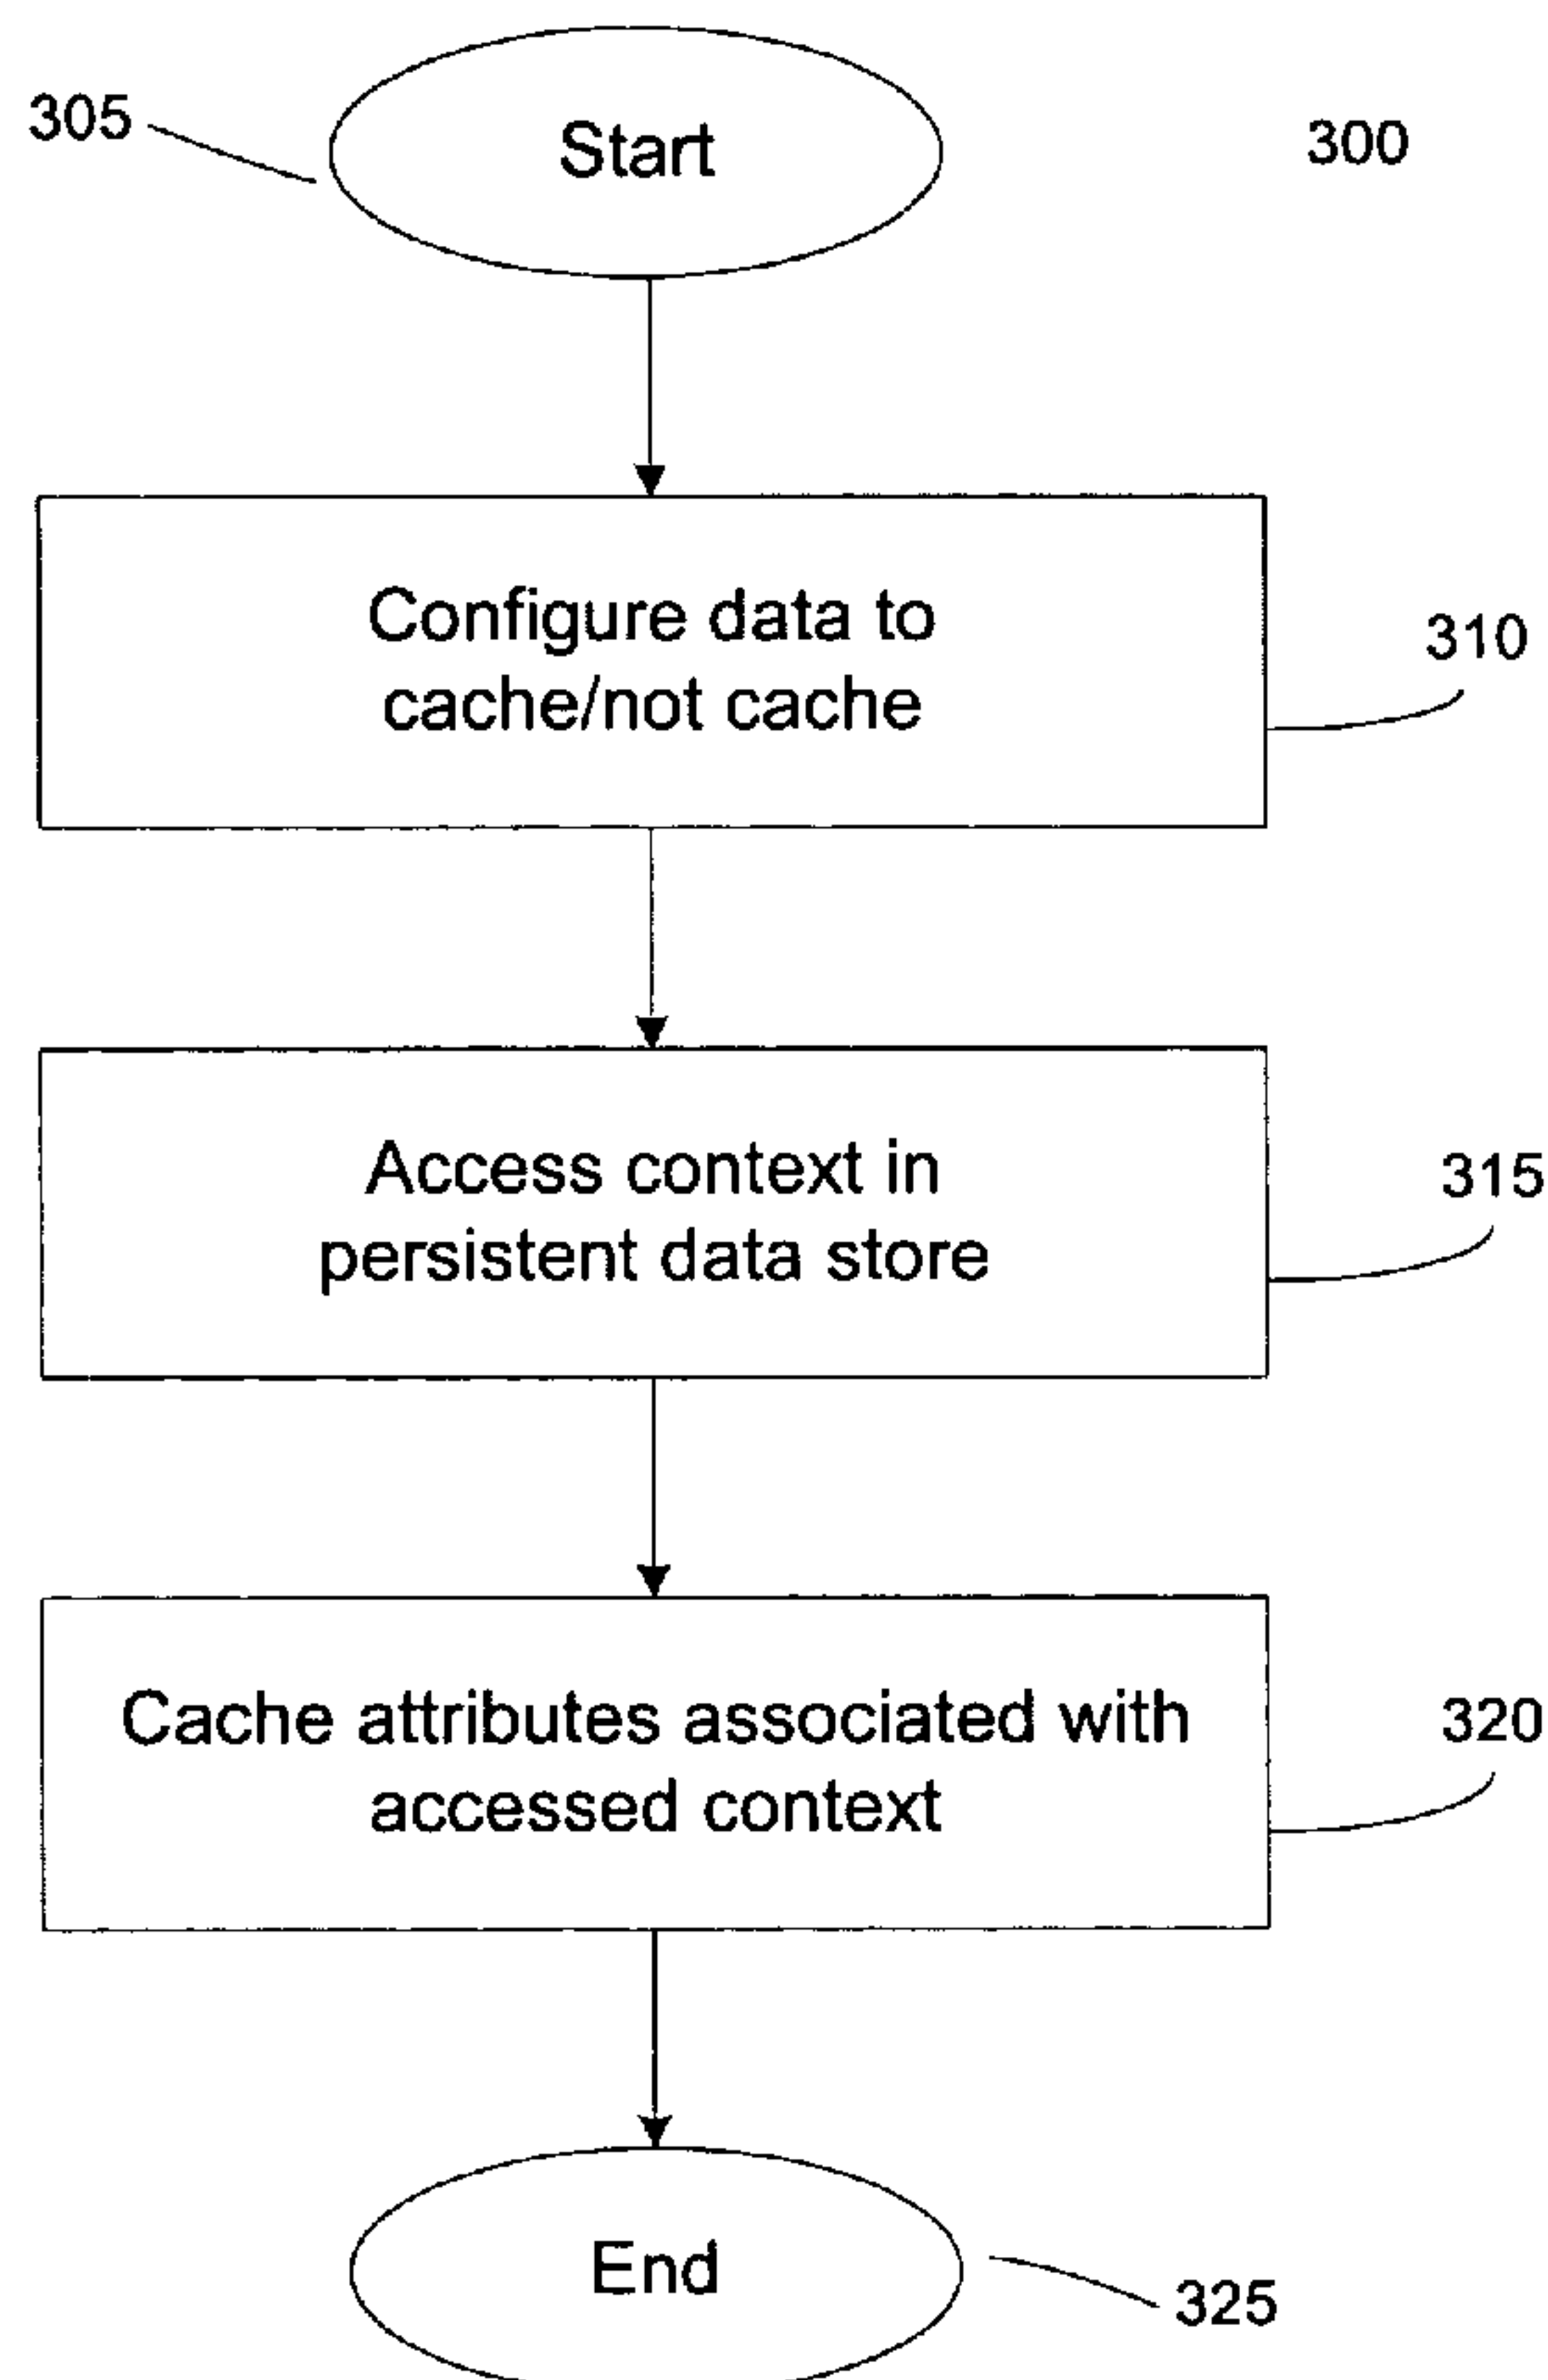 305
Start
300
Configure data to
cache/not cache
310
Access context in
persistent data store
315
Cache attributes associated with
accessed context
320
End
325